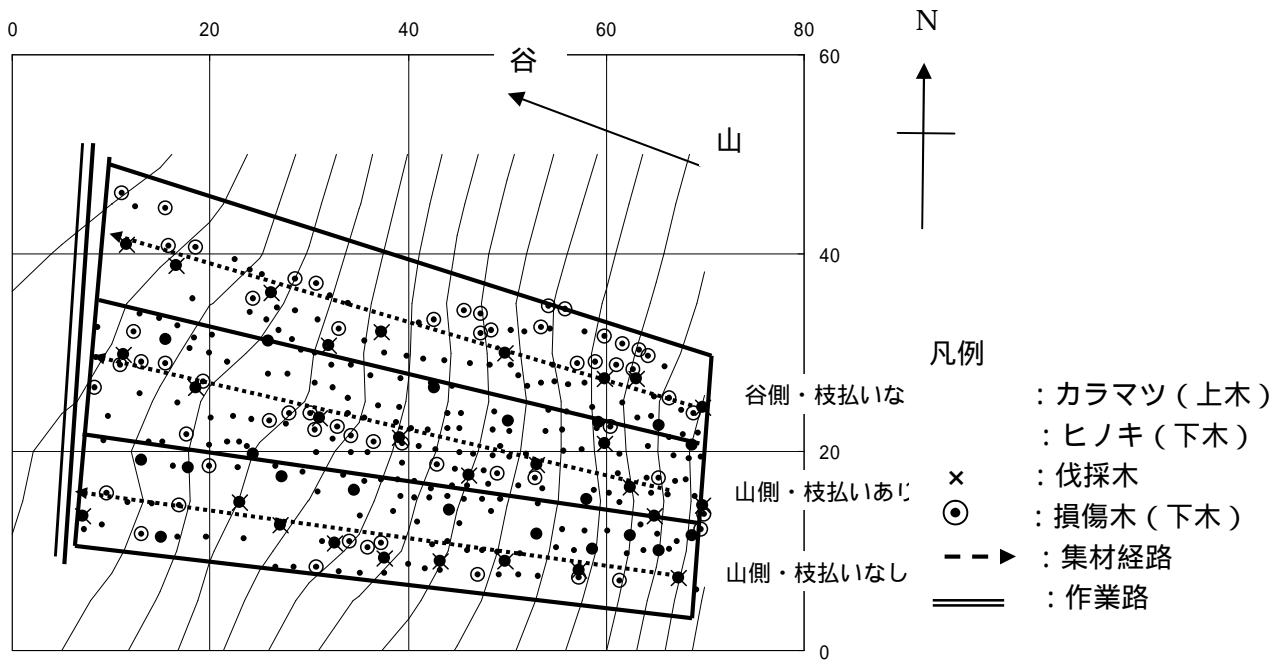 0 20 40 60 80
N
60
谷
山
40
凡例
谷側・枝払いな
：カラマツ（上木）
：ヒノキ（下木）
20
山側・枝払いあり
×：伐採木
：損傷木（下木）
：集材経路
山側・枝払いなし
：作業路
0